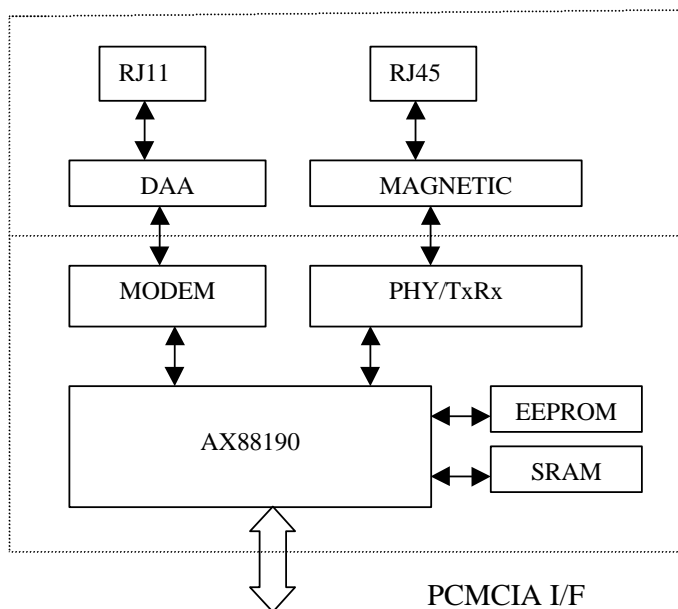 RJ11
RJ45
DAA
MAGNETIC
MODEM
PHY/TxRx
AX88190
EEPROM
SRAM
PCMCIA I/F